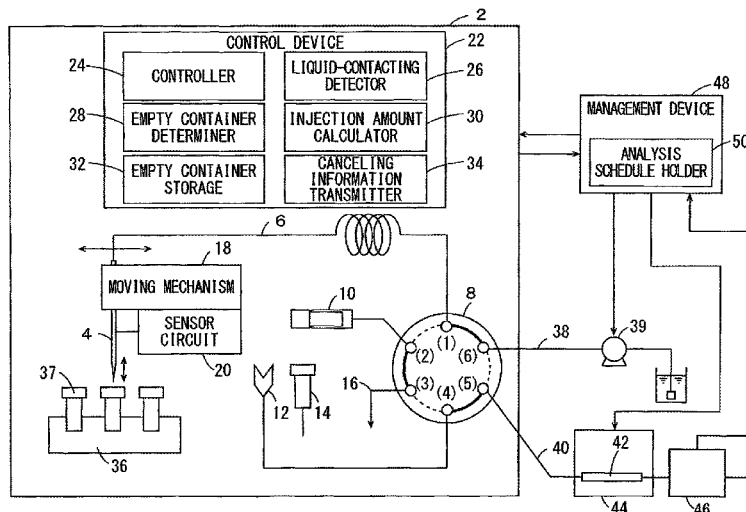 2
CONTROL DEVICE
22
24
CONTROLLER
LIQUID-CONTACTING
DETECTOR
26
28
EMPTY CONTAINER
DETERMINER
INJECTION AMOUNT
CALCULATOR
30
32
EMPTY CONTAINER
STORAGE
CANCELING
INFORMATION
TRANSMITTER
34
48
MANAGEMENT DEVICE
50
ANALYSIS
SCHEDULE HOLDER
6
18
MOVING MECHANISM
4
SENSOR
CIRCUIT
20
37
36
10
8
(1)
(2)
(6)
(3)
(5)
(4)
12
14
16
38
39
40
42
44
46